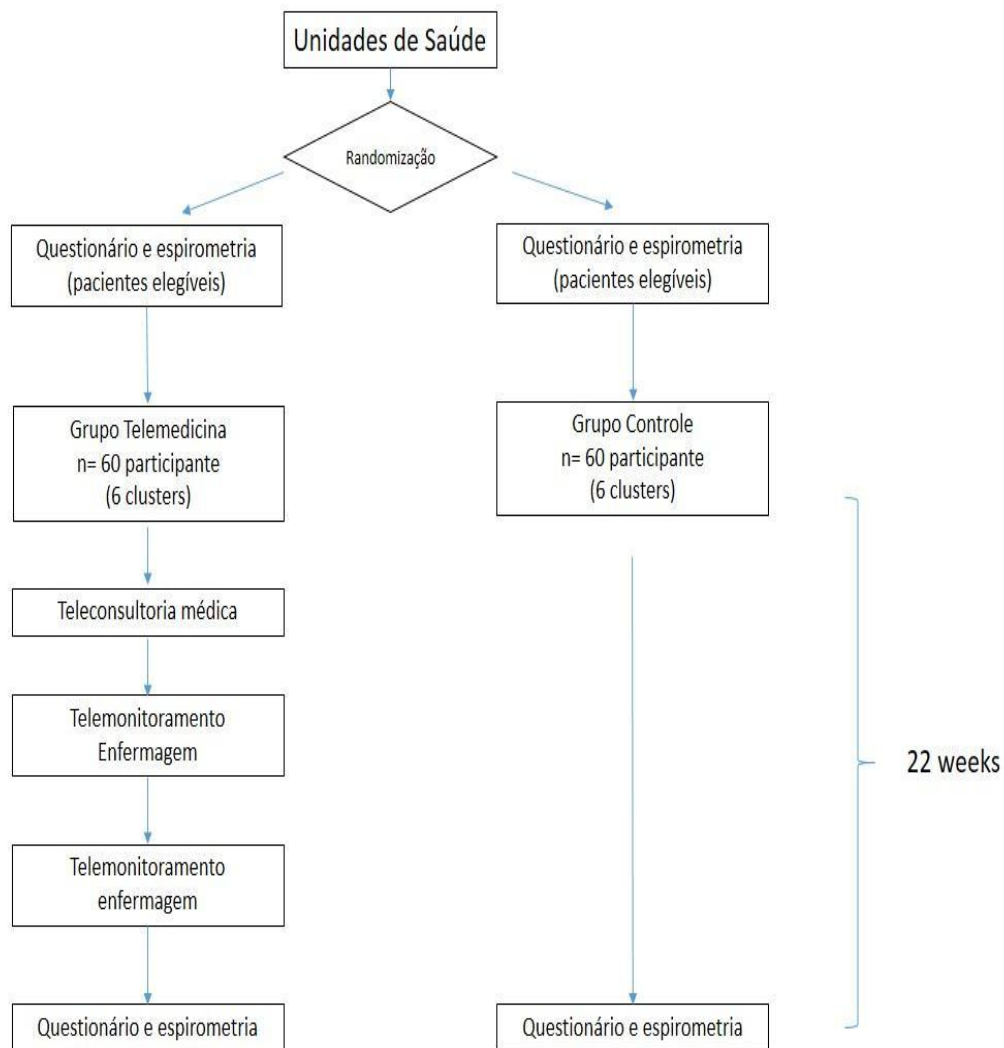 Unidades de Saúde
Randomização
Questionário e espirometria
(pacientes elegíveis)
Questionário e espirometria
(pacientes elegíveis)
Grupo Telemedicina
n= 60 participante
(6 clusters)
Grupo Controle
n= 60 participante
(6 clusters)
Teleconsultoria médica
Telemonitoramento
Enfermagem
22 weeks
Telemonitoramento
enfermagem
Questionário e espirometria
Questionário e espirometria